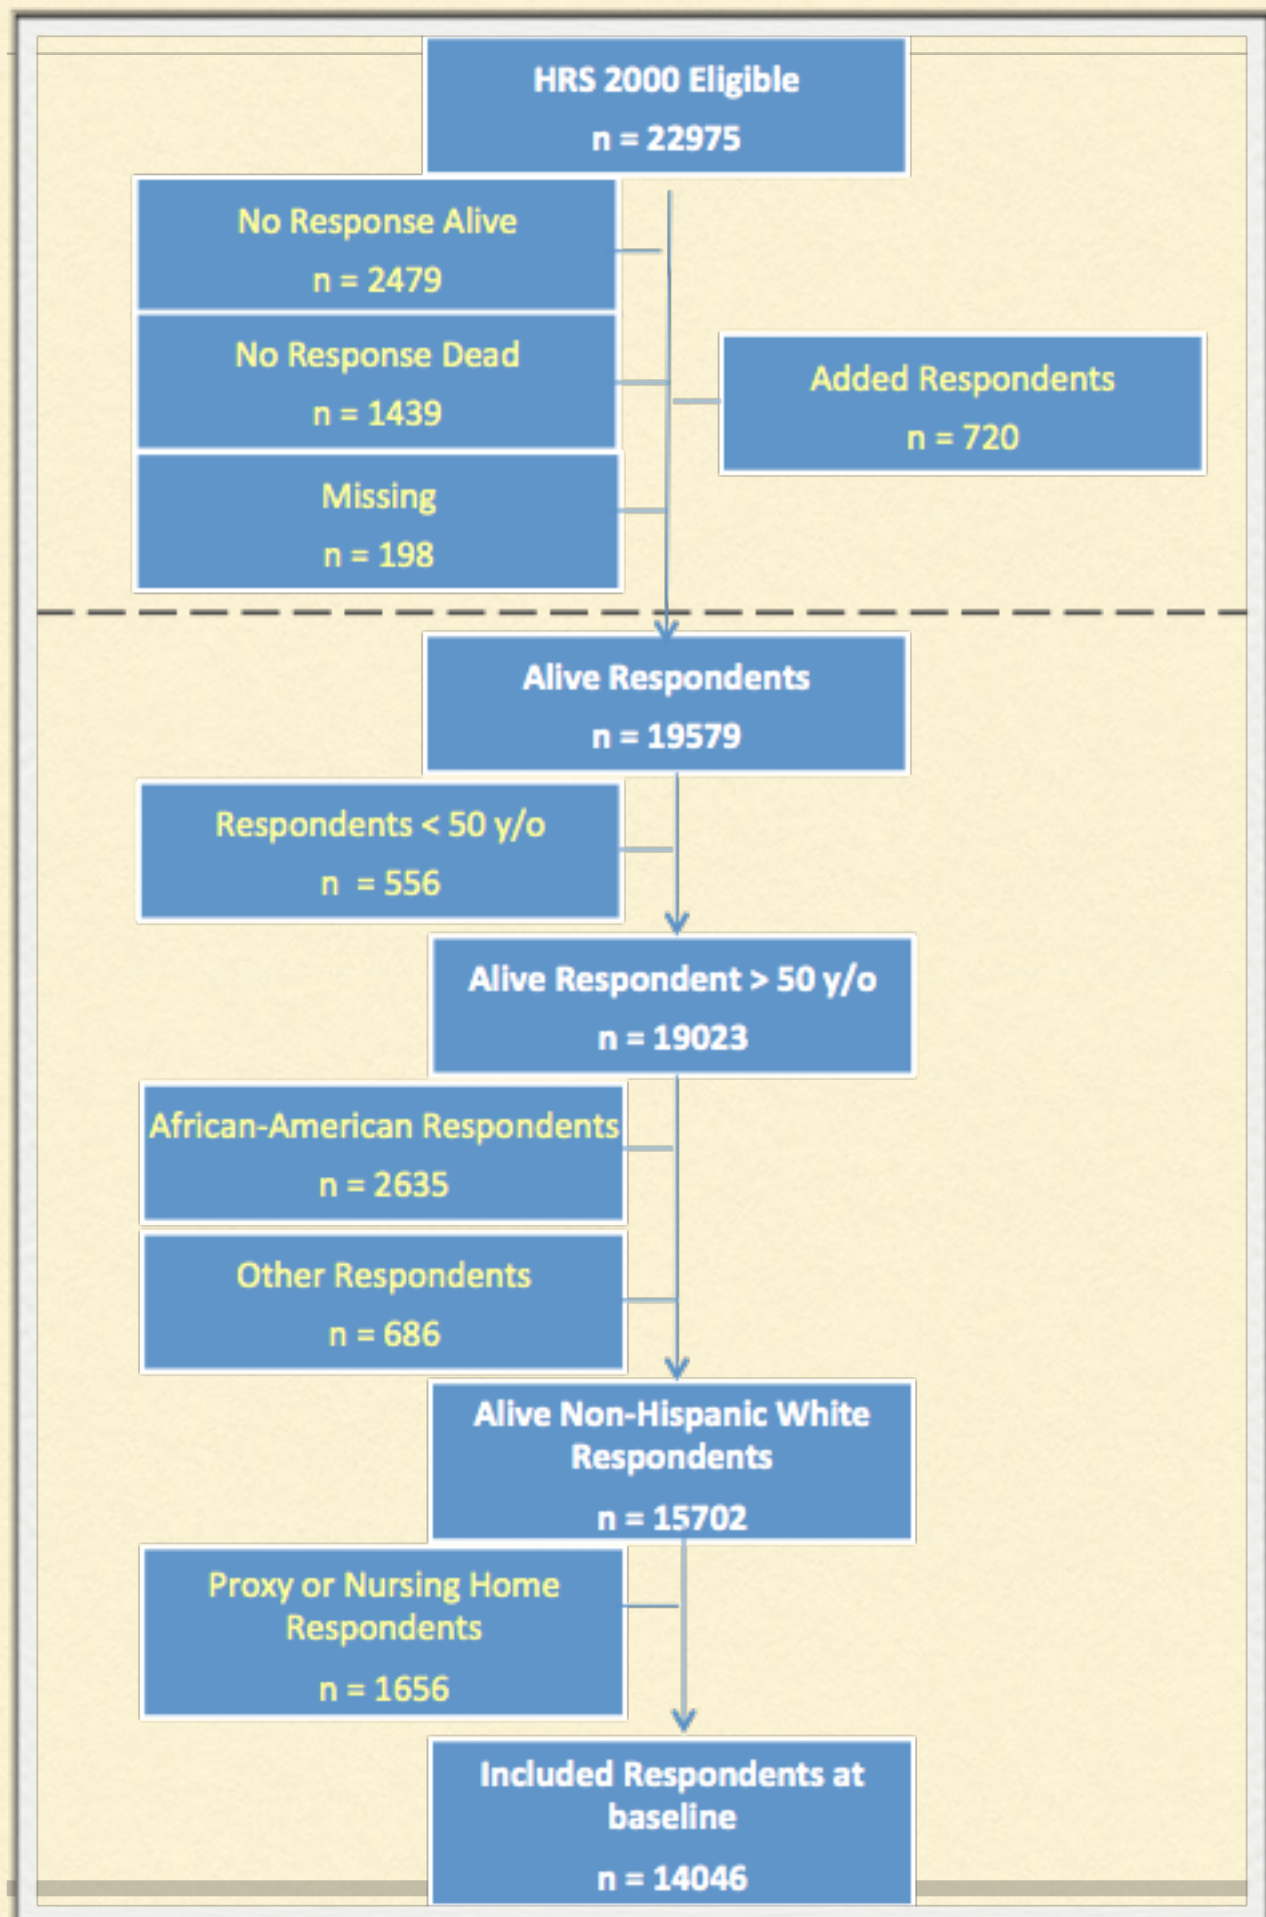 HRS 2000 Eligible
n = 22975
No Response Alive
n = 2479
No Response Dead
n = 1439
Added Respondents
n = 720
Missing
n = 198
Alive Respondents
n = 19579
Respondents < 50 y/o
n = 556
Alive Respondent > 50 y/o
n = 19023
African-American Respondents
n = 2635
Other Respondents
n = 686
Alive Non-Hispanic White
Respondents
n = 15702
Proxy or Nursing Home
Respondents
n = 1656
Included Respondents at
baseline
n = 14046